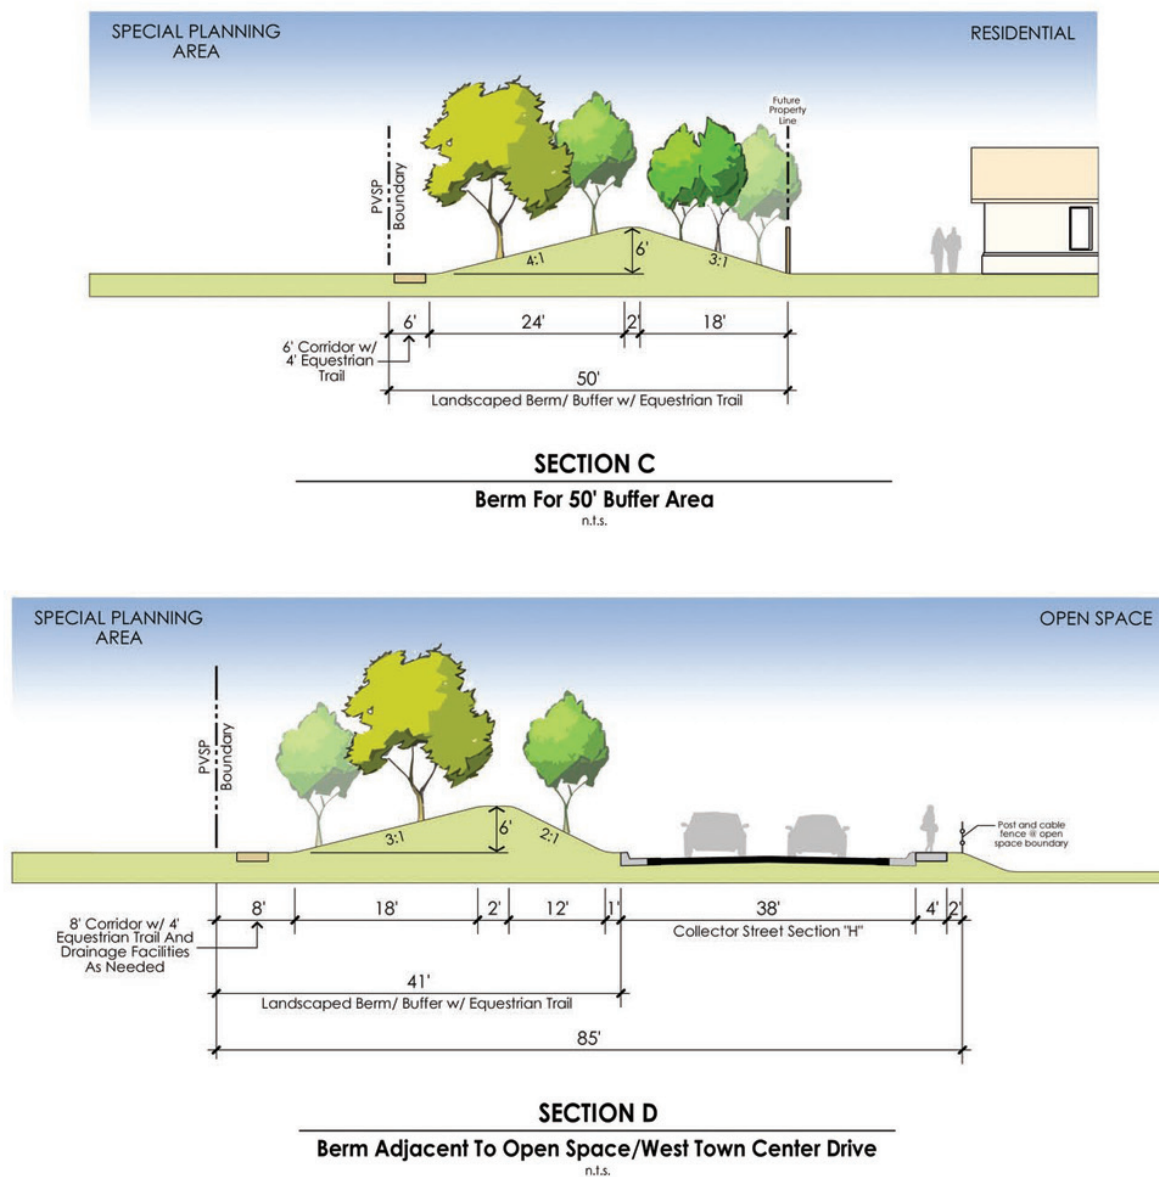 SPECIAL PLANNING
AREA
RESIDENTIAL
Future
Property
Line
PVSP
Boundary
4:1
6'
3:1
6'
24'
2'
18'
6' Corridor w/
4' Equestrian
Trail
50'
Landscaped Berm/ Buffer w/ Equestrian Trail
SECTION C
Berm For 50' Buffer Area
n.t.s.
SPECIAL PLANNING
AREA
OPEN SPACE
PVSP
Boundary
3:1
6'
2:1
Post and cable
fence @ open
space boundary
8'
18'
2'
12'
1'
38'
4'
2'
Collector Street Section "H"
8' Corridor w/ 4'
Equestrian Trail And
Drainage Facilities
As Needed
41'
Landscaped Berm/ Buffer w/ Equestrian Trail
85'
SECTION D
Berm Adjacent To Open Space/West Town Center Drive
n.t.s.